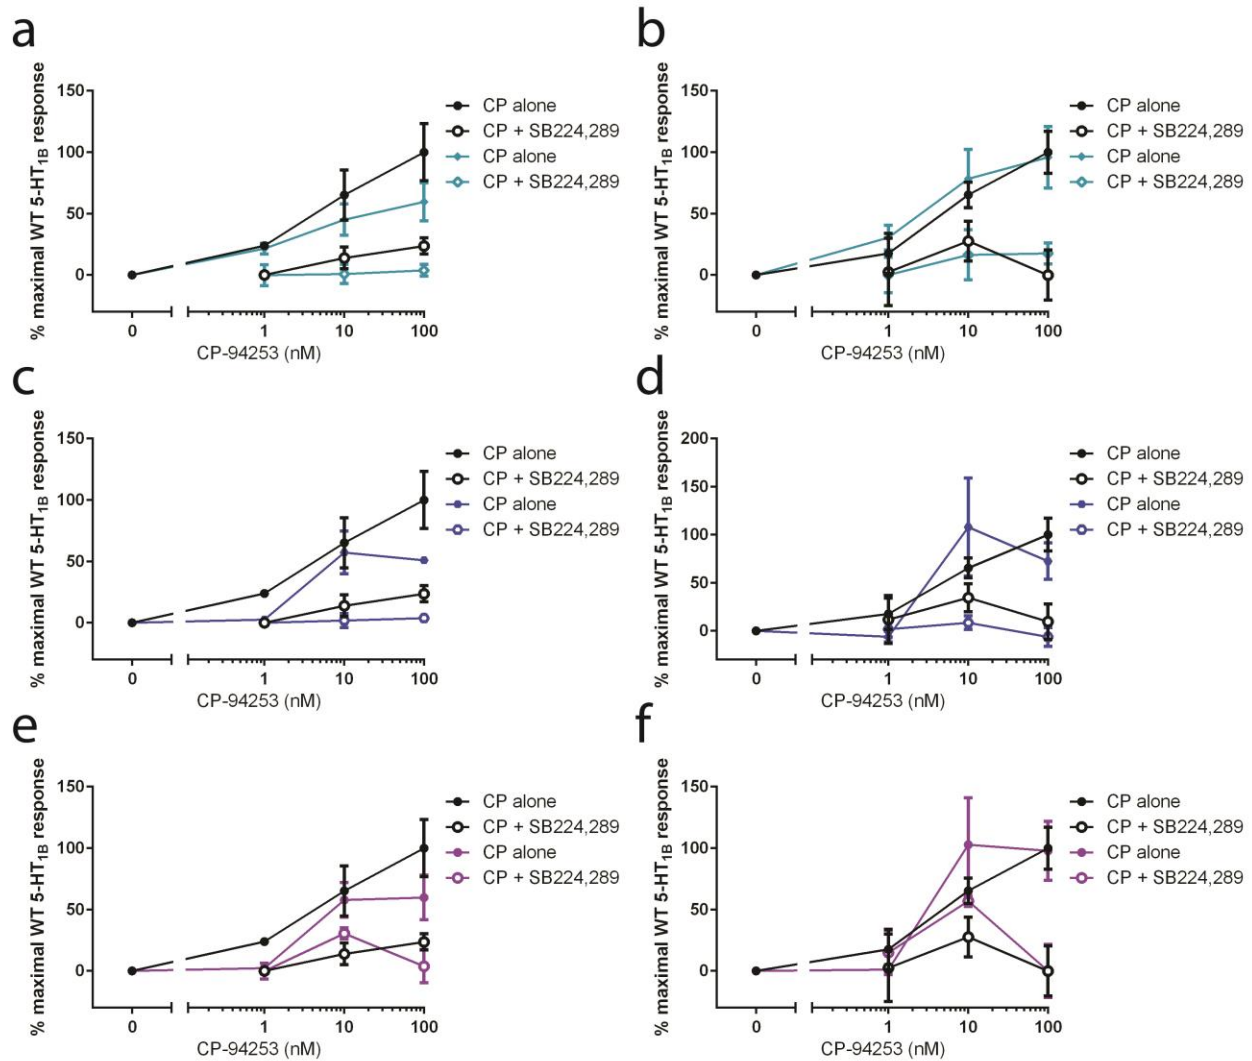 a
% maximal WT 5-HT1B response
150
100
50
0
0
1
10
100
CP-94253 (nM)
CP alone
CP + SB224,289
CP alone
CP + SB224,289
b
% maximal WT 5-HT1B response
150
100
50
0
0
1
10
100
CP-94253 (nM)
CP alone
CP + SB224,289
CP alone
CP + SB224,289
c
% maximal WT 5-HT1B response
150
100
50
0
0
1
10
100
CP-94253 (nM)
CP alone
CP + SB224,289
CP alone
CP + SB224,289
d
% maximal WT 5-HT1B response
200
150
100
50
0
0
1
10
100
CP-94253 (nM)
CP alone
CP + SB224,289
CP alone
CP + SB224,289
e
% maximal WT 5-HT1B response
150
100
50
0
0
1
10
100
CP-94253 (nM)
CP alone
CP + SB224,289
CP alone
CP + SB224,289
f
% maximal WT 5-HT1B response
150
100
50
0
0
1
10
100
CP-94253 (nM)
CP alone
CP + SB224,289
CP alone
CP + SB224,289